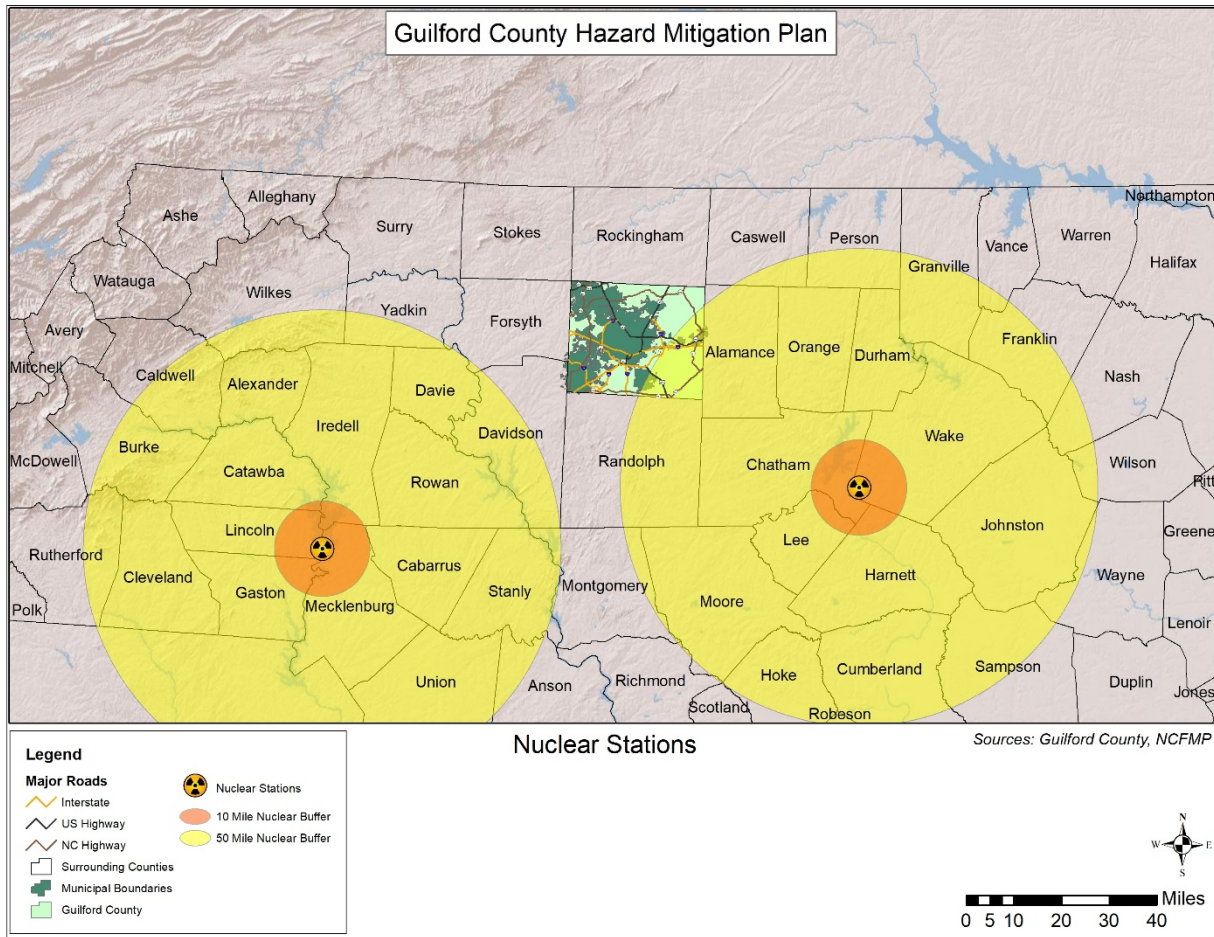 Guilford County Hazard Mitigation Plan
Ashe
Alleghany
Surry
Stokes
Rockingham
Caswell
Person
Granville
Vance
Warren
Northampton
Halifax
Watauga
Wilkes
Yadkin
Forsyth
Avery
Mitchell
Caldwell
Alexander
Davie
Alamance
Orange
Durham
Franklin
Nash
Burke
Iredell
Davidson
McDowell
Catawba
Rowan
Randolph
Chatham
Wake
Wilson
Pitt
Lincoln
Rutherford
Cleveland
Gaston
Mecklenburg
Cabarrus
Stanly
Montgomery
Moore
Lee
Harnett
Johnston
Greene
Wayne
Lenoir
Polk
Union
Anson
Richmond
Scotland
Hoke
Cumberland
Robeson
Sampson
Duplin
Jones
Nuclear Stations
Sources: Guilford County, NCFMP
Legend
Major Roads
Interstate
US Highway
NC Highway
Surrounding Counties
Municipal Boundaries
Guilford County
Nuclear Stations
10 Mile Nuclear Buffer
50 Mile Nuclear Buffer
N
W E
S
Miles
0 5 10 20 30 40